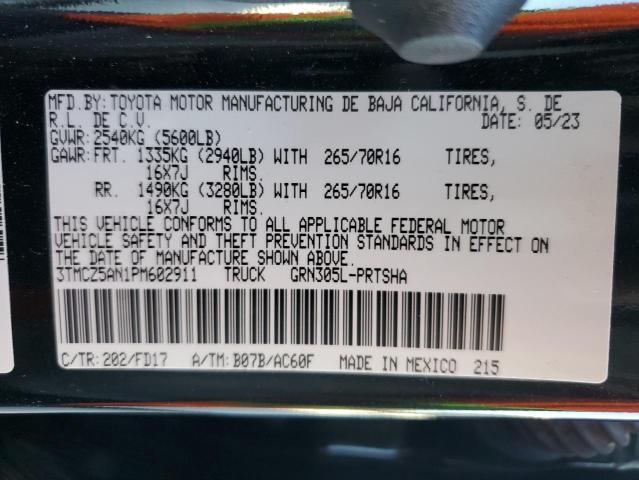 MFD.BY:TOYOTA MOTOR MANUFACTURING DE BAJA CALIFORNIA, S. DE
R.L. DE C.V. DATE: 05/23
GVWR:2540KG (5600LB)
GAWR:FRT. 1335KG (2940LB) WITH 265/70R16 TIRES,
16X7J RIMS.
RR. 1490KG (3280LB) WITH 265/70R16 TIRES,
16X7J RIMS.
THIS VEHICLE CONFORMS TO ALL APPLICABLE FEDERAL MOTOR
VEHICLE SAFETY AND THEFT PREVENTION STANDARDS IN EFFECT ON
THE DATE OF MANUFACTURE SHOWN ABOVE.
3TMCZ5AN1PM602911 TRUCK GRN305L-PRTSHA
C/TR:202/FD17 A/TM:B07B/AC60F MADE IN MEXICO 215